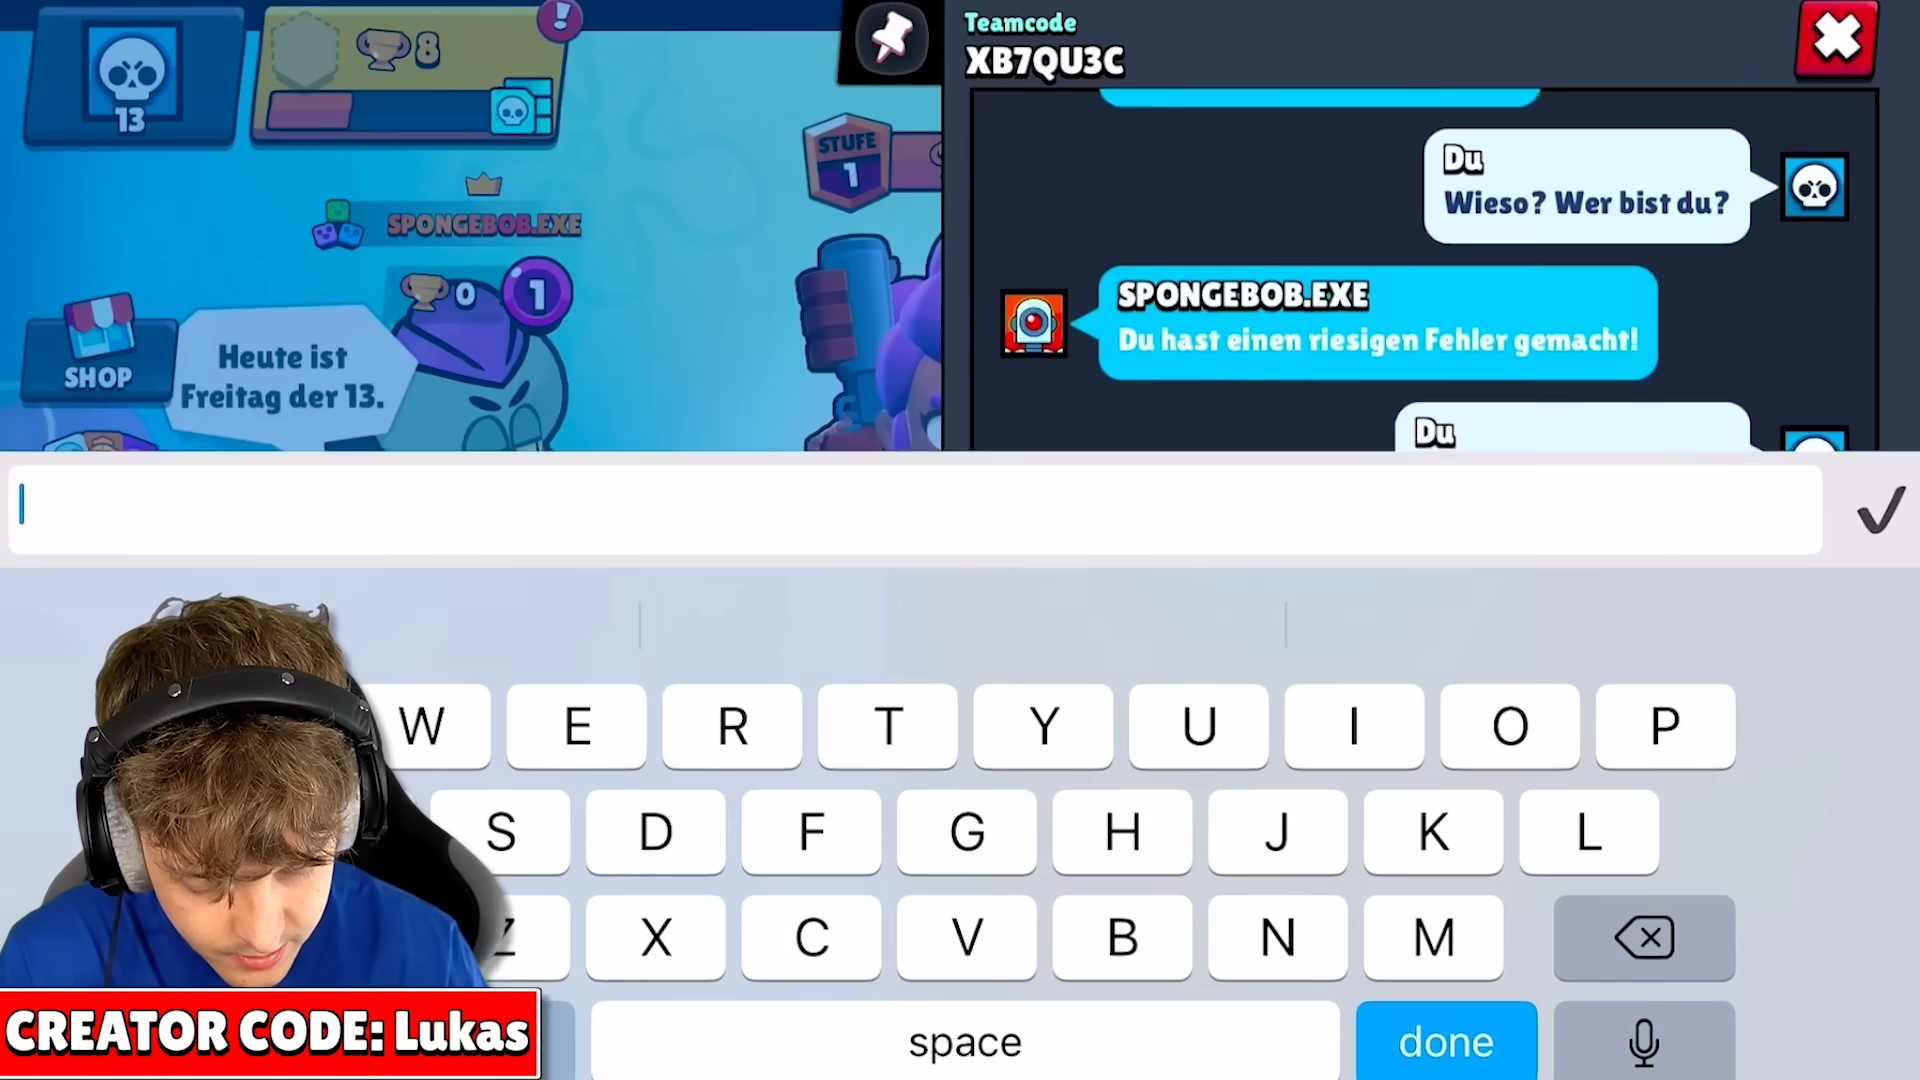 13
8
STUFE
1
SPONGEBOB.EXE
0
1
SHOP
Heute ist
Freitag der 13.
Teamcode
XB7QU3C
Du
Wieso? Wer bist du?
SPONGEBOB.EXE
Du hast einen riesigen Fehler gemacht!
Du
W E R T Y U I O P
S D F G H J K L
Z X C V B N M
space
done
CREATOR CODE: Lukas